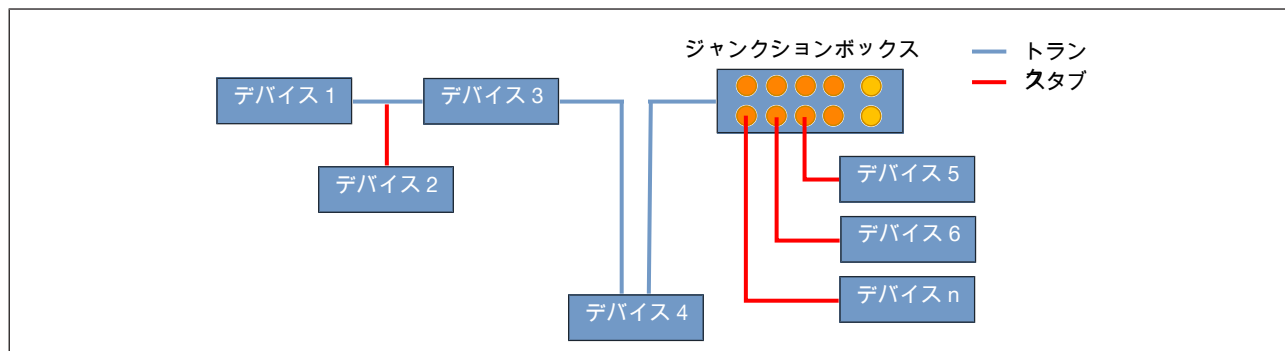 ジャンクションボックス
トラン
ク
スタブ
デバイス 1
デバイス 3
デバイス 2
デバイス 5
デバイス 6
デバイス n
デバイス 4